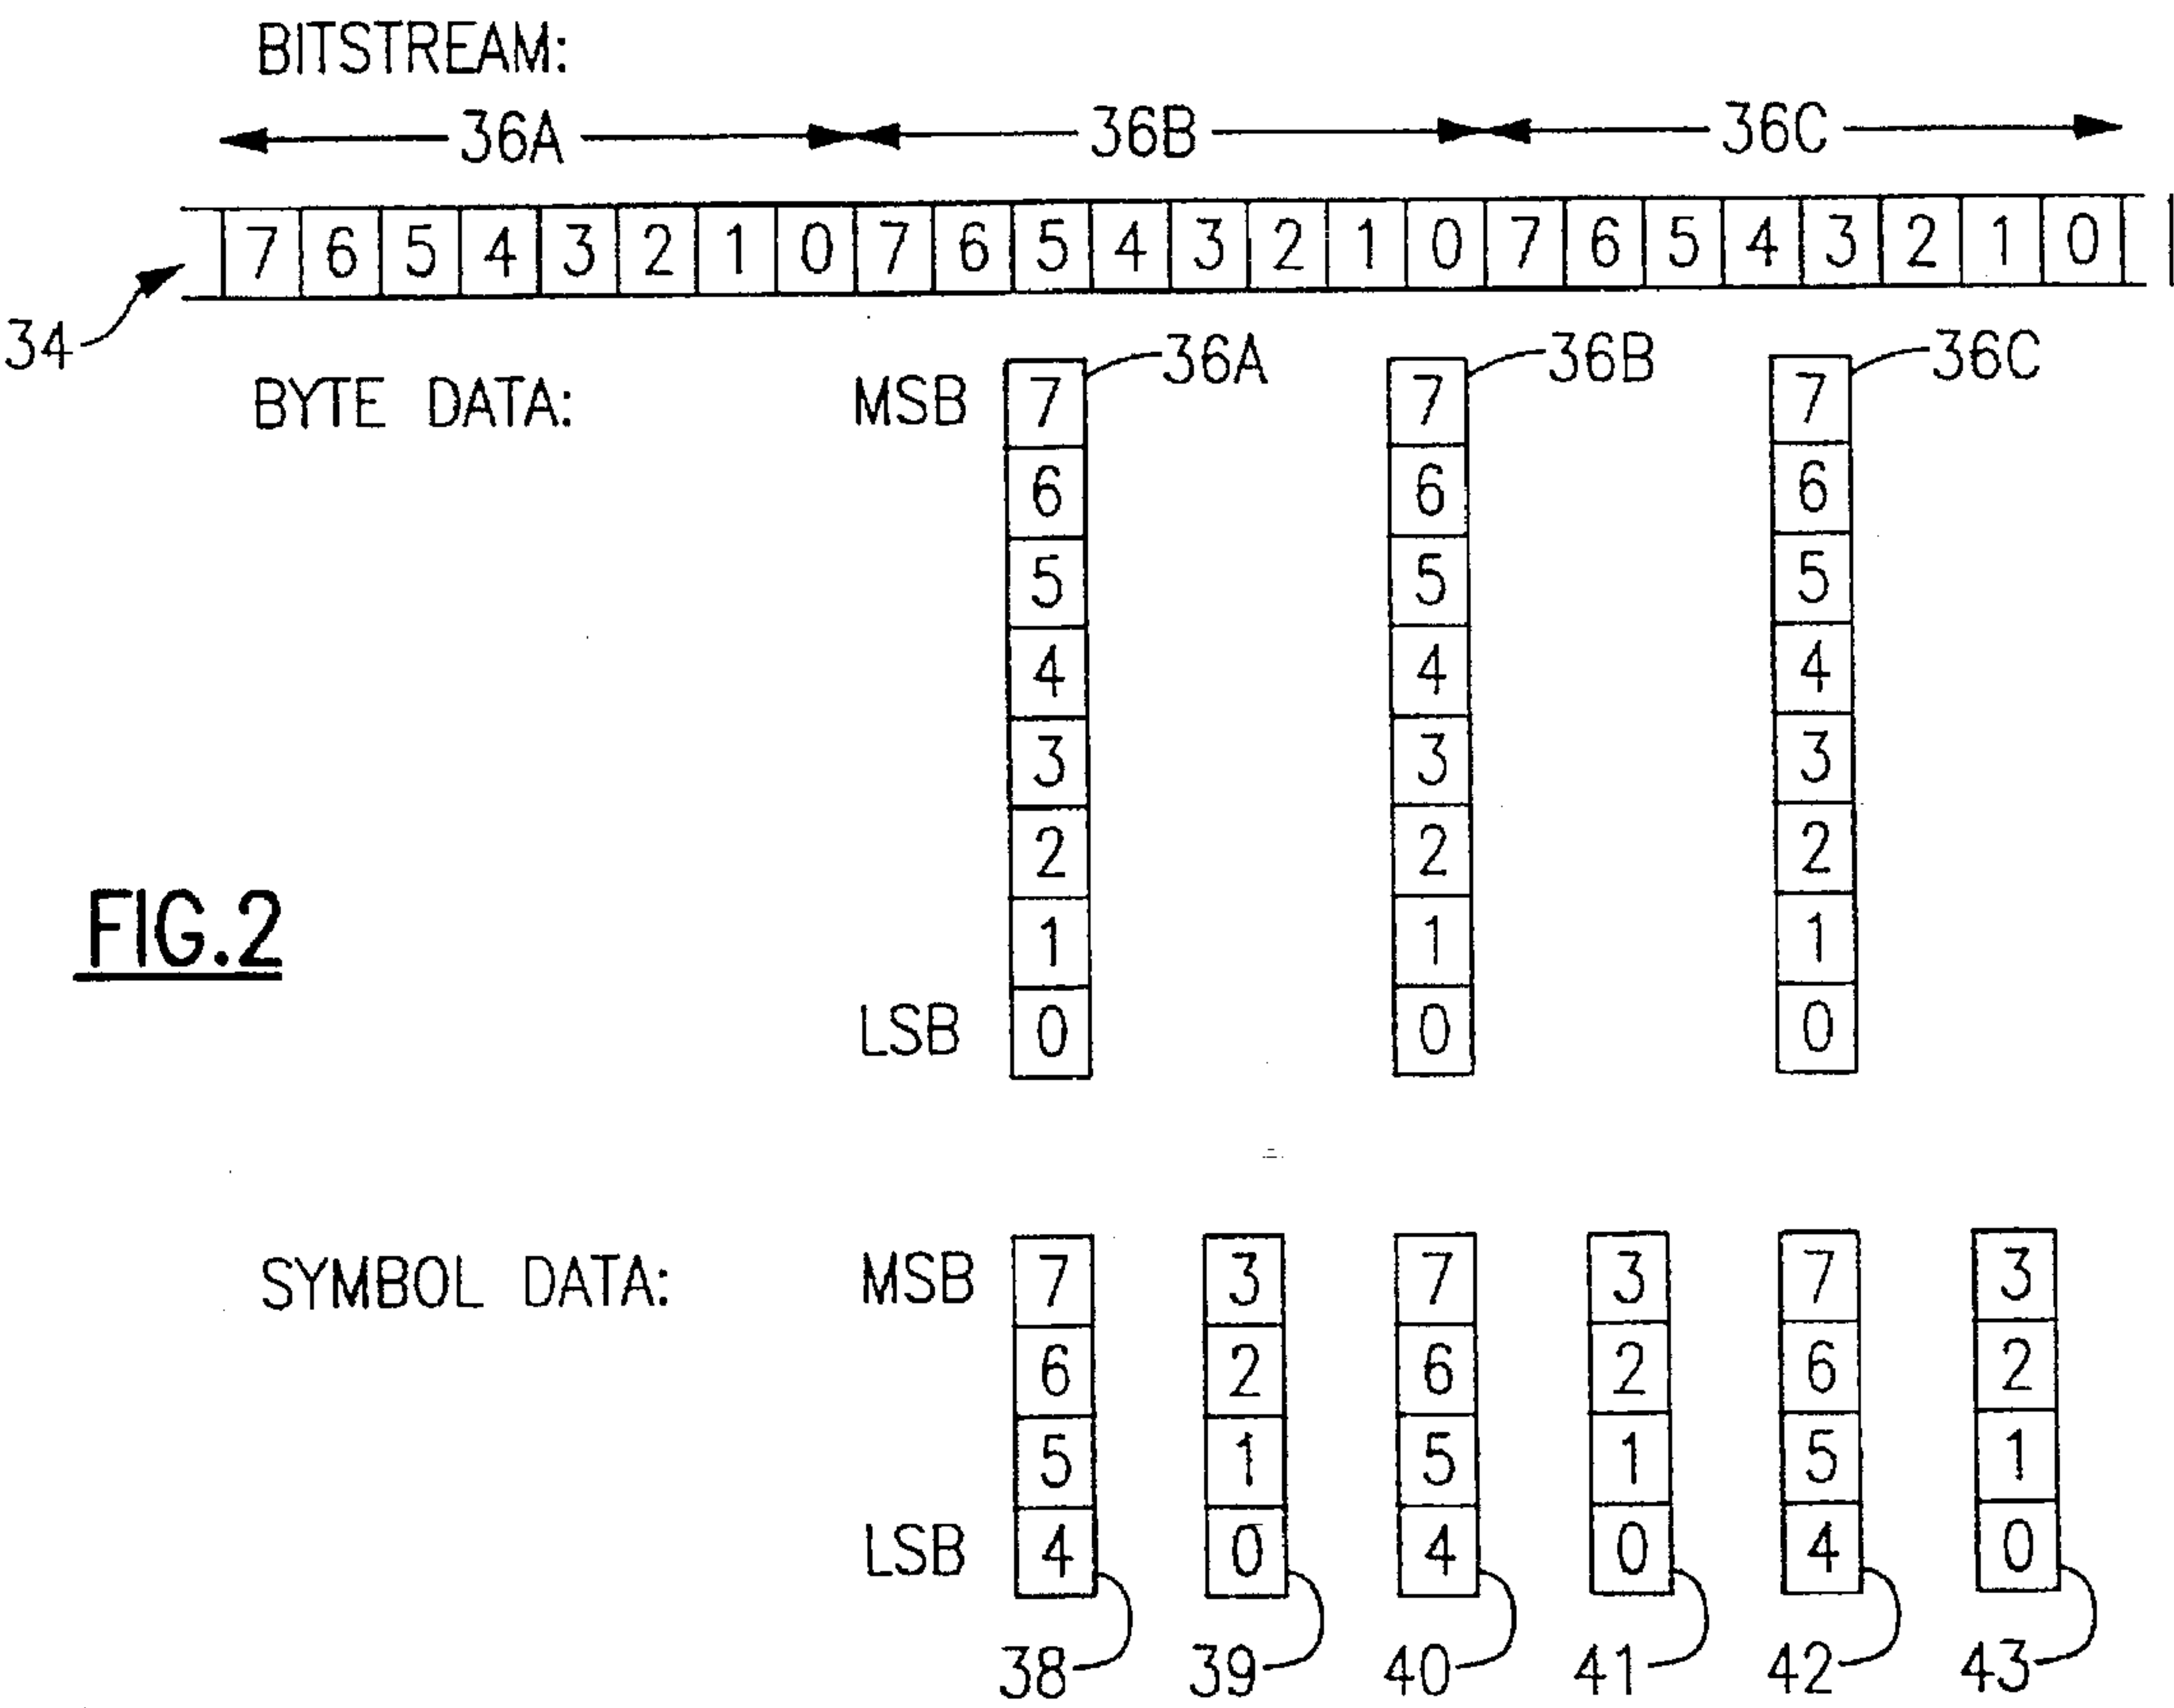 BITSTREAM:
36A 36B 36C
7 6 5 4 3 2 1 0 7 6 5 4 3 2 1 0 7 6 5 4 3 2 1 0
34
36A 36B 36C
BYTE DATA: MSB 7 7 7
6 6 6
5 5 5
4 4 4
3 3 3
2 2 2
FIG.2
1 1 1
LSB 0 0 0
SYMBOL DATA: MSB 7 3 7 3 7 3
6 2 6 2 6 2
5 1 5 1 5 1
LSB 4 0 4 0 4 0
38 39 40 41 42 43